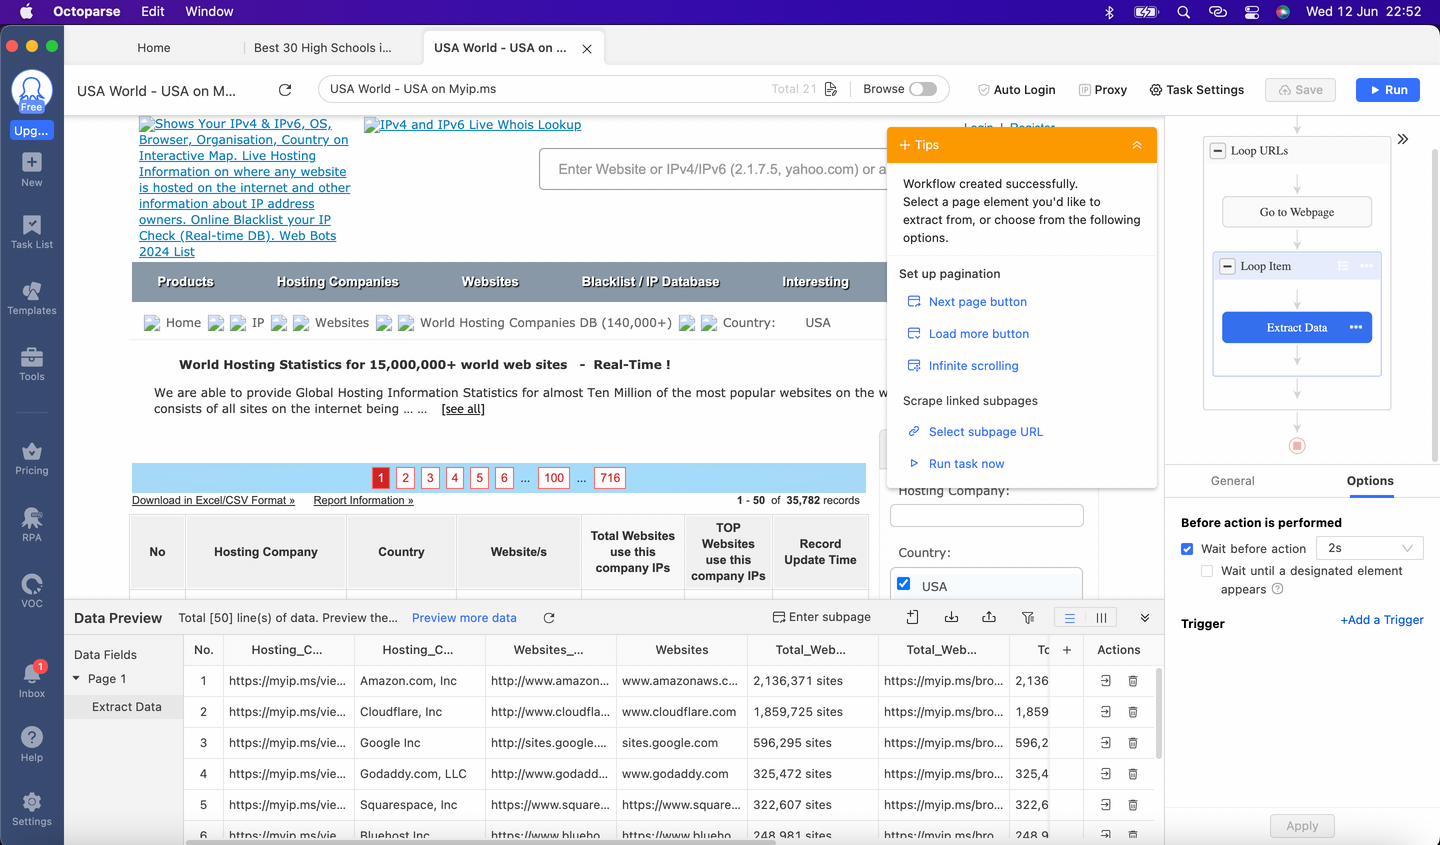 Octoparse Edit Window
Wed 12 Jun 22:52
Home
Best 30 High Schools i...
USA World - USA on ...
USA World - USA on M...
USA World - USA on Myip.ms
Total 21
Browse
Auto Login
Proxy
Task Settings
Save
Run
Free
Upg...
New
Task List
Templates
Tools
Pricing
RPA
VOC
1
Inbox
Help
Settings
Shows Your IPv4 & IPv6, OS,
Browser, Organisation, Country on
Interactive Map. Live Hosting
Information on where any website
is hosted on the internet and other
information about IP address
owners. Online Blacklist your IP
Check (Real-time DB). Web Bots
2024 List
IPv4 and IPv6 Live Whois Lookup
Login | Register
Enter Website or IPv4/IPv6 (2.1.7.5, yahoo.com) or a
Products
Hosting Companies
Websites
Blacklist / IP Database
Interesting
Home
IP
Websites
World Hosting Companies DB (140,000+)
Country:
USA
World Hosting Statistics for 15,000,000+ world web sites - Real-Time !
We are able to provide Global Hosting Information Statistics for almost Ten Million of the most popular websites on the w
consists of all sites on the internet being ... ... [see all]
1 2 3 4 5 6 ... 100 ... 716
Download in Excel/CSV Format »
Report Information »
1 - 50 of 35,782 records
No
Hosting Company
Country
Website/s
Total Websites
use this
company IPs
TOP
Websites
use this
company IPs
Record
Update Time
Hosting Company:
Country:
USA
Tips
Workflow created successfully.
Select a page element you'd like to
extract from, or choose from the following
options.
Set up pagination
Next page button
Load more button
Infinite scrolling
Scrape linked subpages
Select subpage URL
Run task now
Loop URLs
Go to Webpage
Loop Item
Extract Data
General
Options
Before action is performed
Wait before action
2s
Wait until a designated element
appears
Trigger
+Add a Trigger
Apply
Data Preview
Total [50] line(s) of data. Preview the...
Preview more data
Enter subpage
Data Fields
Page 1
Extract Data
No. Hosting_C... Hosting_C... Websites_... Websites Total_Web... Total_Web... To + Actions
1 https://myip.ms/vie... Amazon.com, Inc http://www.amazon... www.amazonaws.c... 2,136,371 sites https://myip.ms/bro... 2,136
2 https://myip.ms/vie... Cloudflare, Inc http://www.cloudfla... www.cloudflare.com 1,859,725 sites https://myip.ms/bro... 1,859
3 https://myip.ms/vie... Google Inc http://sites.google.... sites.google.com 596,295 sites https://myip.ms/bro... 596,2
4 https://myip.ms/vie... Godaddy.com, LLC http://www.godadd... www.godaddy.com 325,472 sites https://myip.ms/bro... 325,4
5 https://myip.ms/vie... Squarespace, Inc https://www.square... https://www.square... 322,607 sites https://myip.ms/bro... 322,6
6 https://myip.ms/vie... Bluehost Inc https://www.blueho... https://www.blueho... 248,981 sites https://myip.ms/bro... 248,9